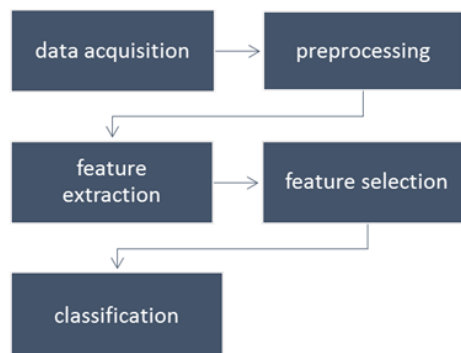 data acquisition
preprocessing
feature
extraction
feature selection
classification